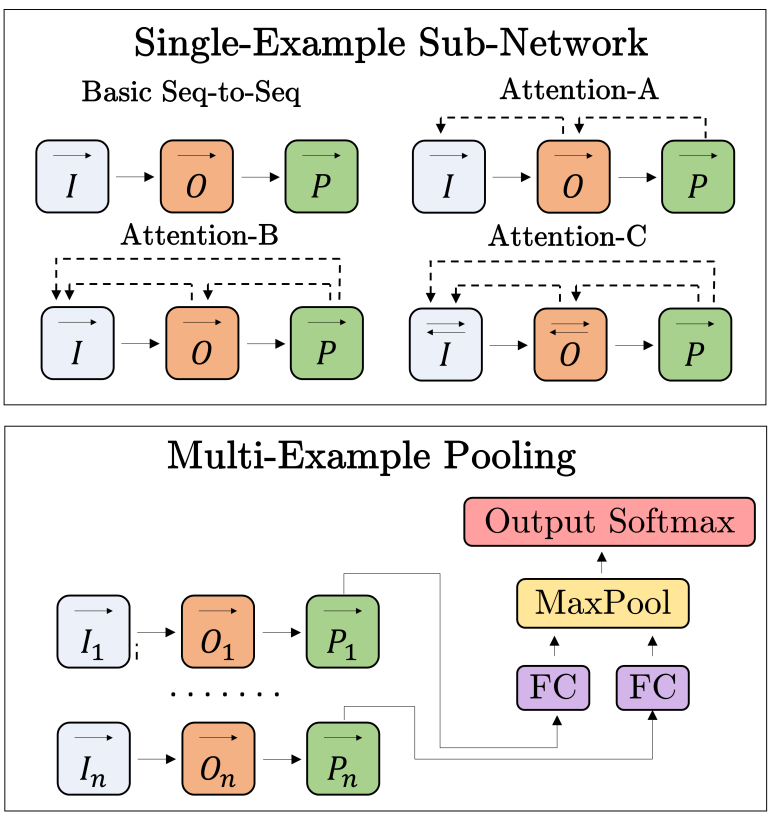 Single-Example Sub-Network
Basic Seq-to-Seq
I O P
Attention-A
I O P
Attention-B
I O P
Attention-C
I O P
Multi-Example Pooling
Output Softmax
MaxPool
FC FC
I₁ O₁ P₁
.......
Iₙ Oₙ Pₙ